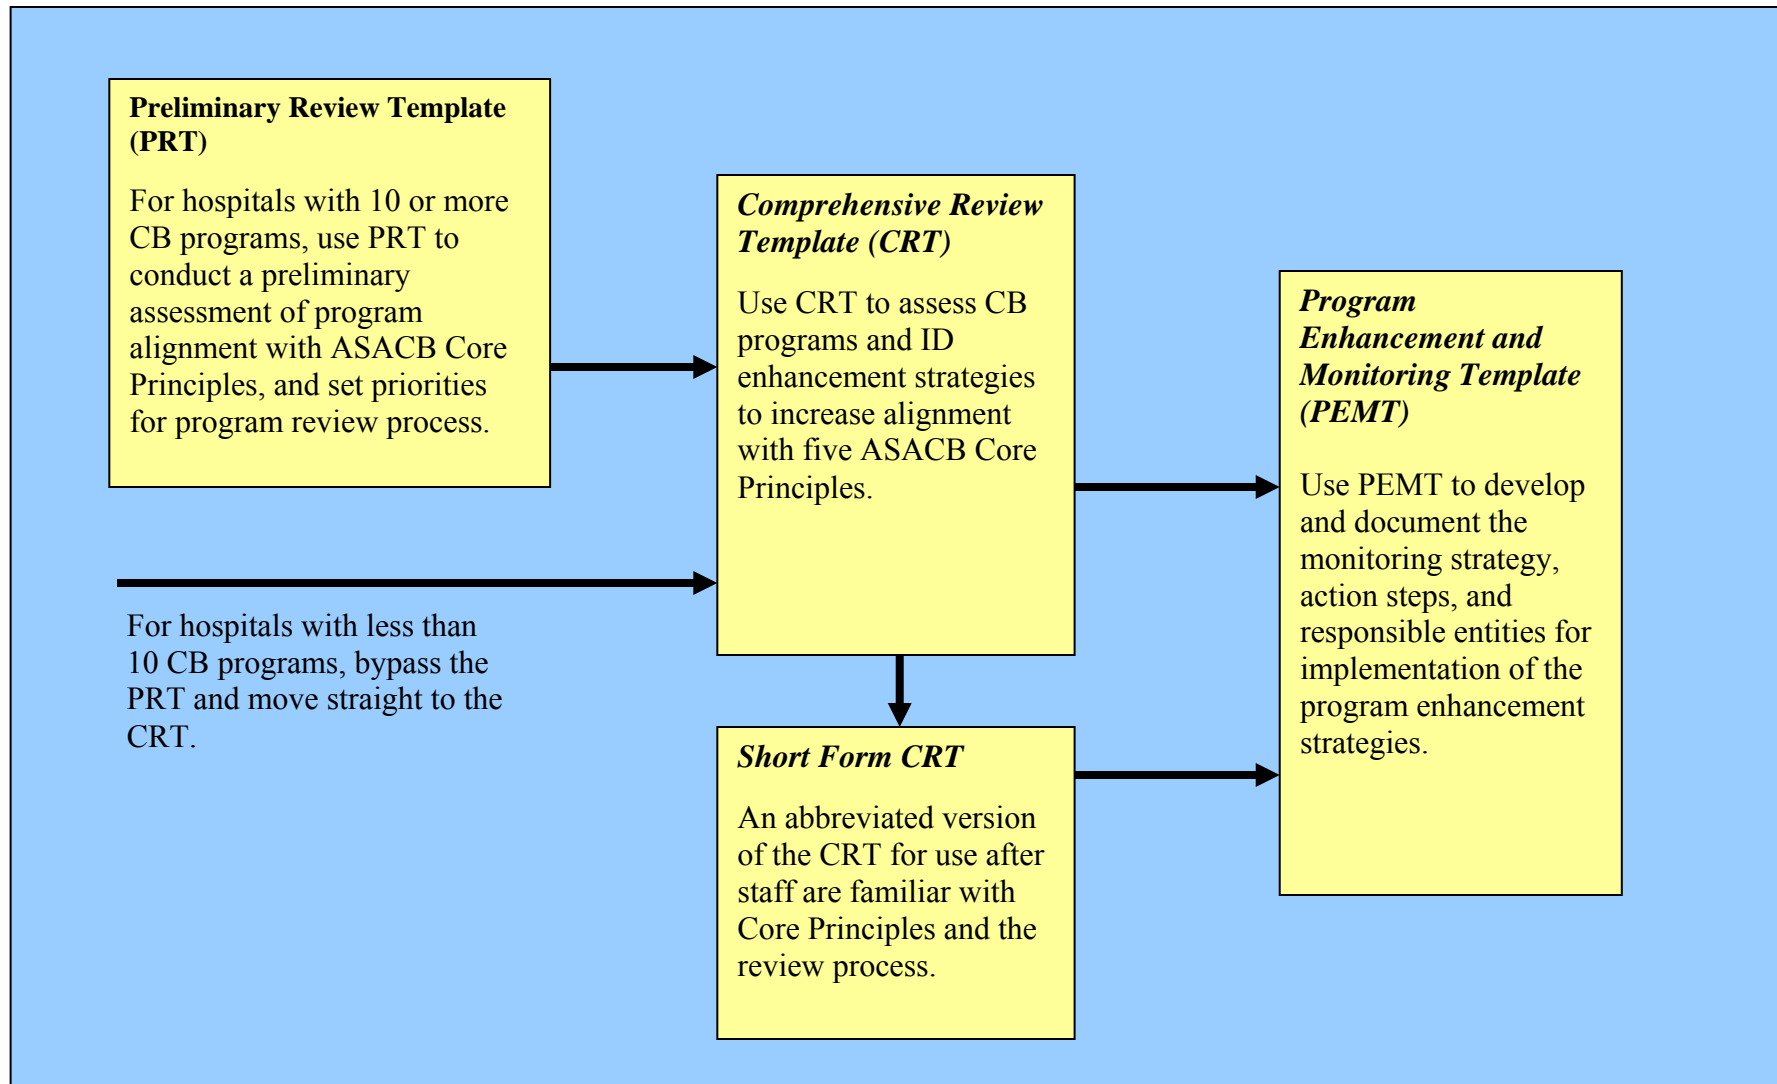 Preliminary Review Template
(PRT)
For hospitals with 10 or more
CB programs, use PRT to
conduct a preliminary
assessment of program
alignment with ASACB Core
Principles, and set priorities
for program review process.
For hospitals with less than
10 CB programs, bypass the
PRT and move straight to the
CRT.
Comprehensive Review
Template (CRT)
Use CRT to assess CB
programs and ID
enhancement strategies
to increase alignment
with five ASACB Core
Principles.
Short Form CRT
An abbreviated version
of the CRT for use after
staff are familiar with
Core Principles and the
review process.
Program
Enhancement and
Monitoring Template
(PEMT)
Use PEMT to develop
and document the
monitoring strategy,
action steps, and
responsible entities for
implementation of the
program enhancement
strategies.